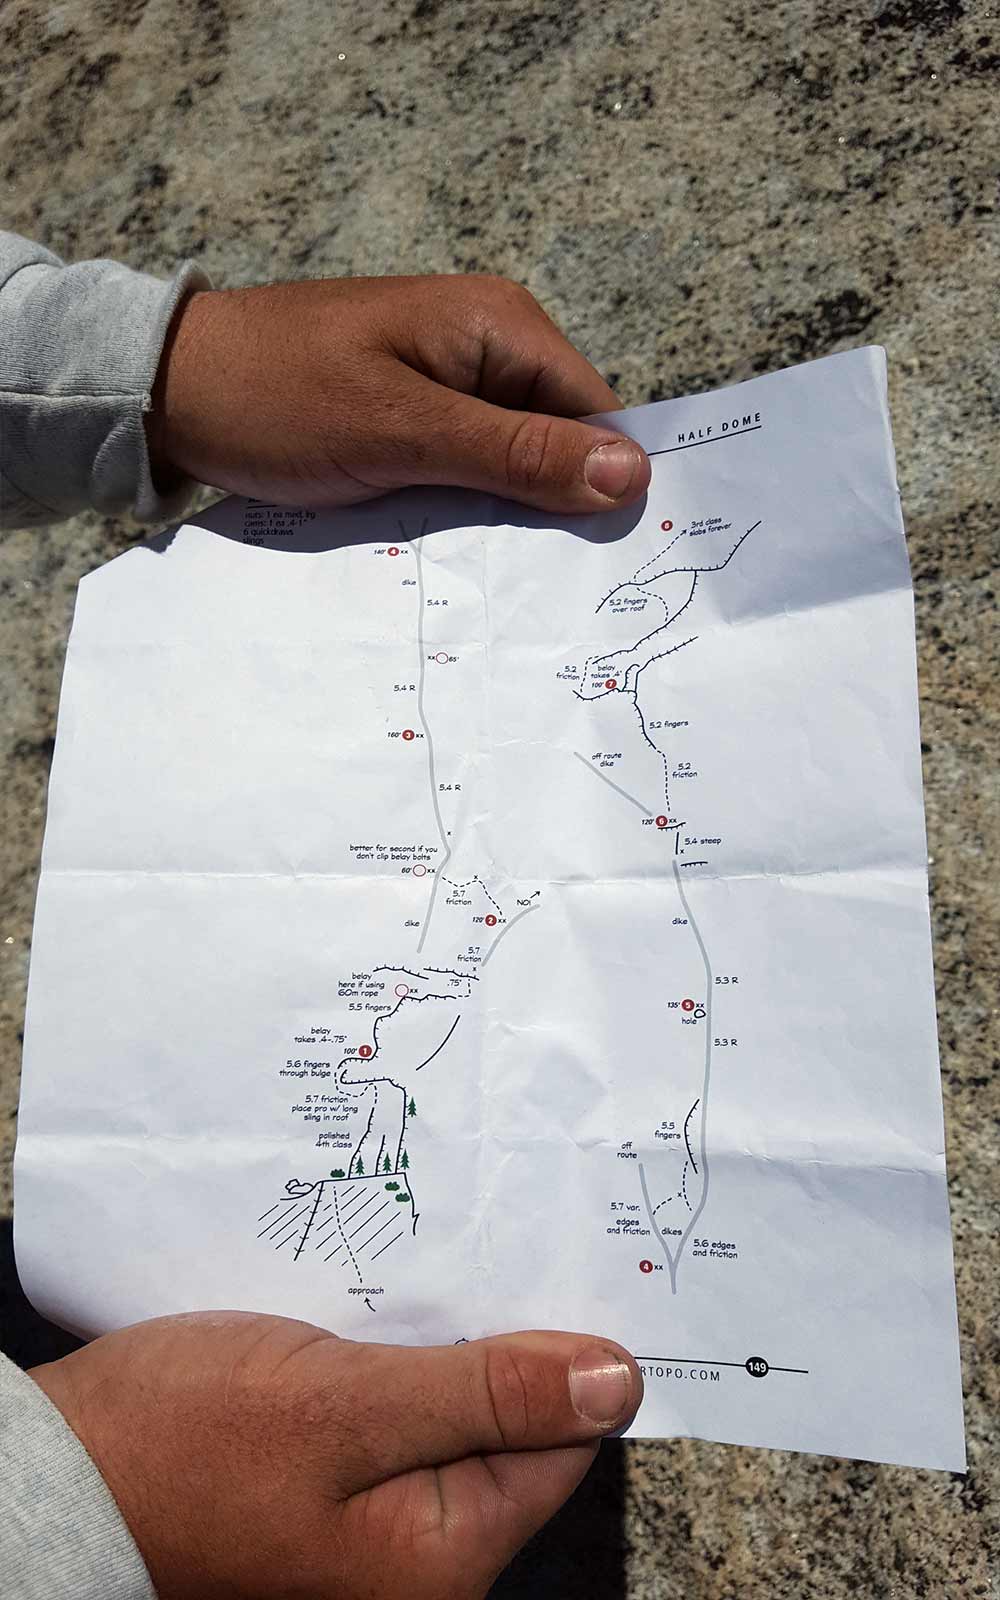 HALF DOME
nuts: 1 ea med, lrg
cams: 1 ea .4-1"
6 quickdraws
slings
140' 4 xx
dike
5.4 R
xx 65'
5.4 R
160' 3 xx
5.4 R
x
better for second if you
don't clip belay bolts
60' xx
x
5.7
friction
120' 2 xx
NO!
dike
5.7
friction
x
.75"
belay
here if using
60m rope
xx
5.5 fingers
belay
takes .4-.75"
100' 1
5.6 fingers
through bulge
5.7 friction
place pro w/ long
sling in roof
polished
4th class
approach
8
3rd class
slabs forever
5.2 fingers
over roof
5.2
friction
belay
takes .4"
100' 7
5.2 fingers
off route
dike
5.2
friction
120' 6 xx
5.4 steep
x
dike
5.3 R
135' 5 xx
hole
5.3 R
5.5
fingers
off
route
x
5.7 var.
edges
and friction
dikes
5.6 edges
and friction
4 xx
RTOPO.COM
149